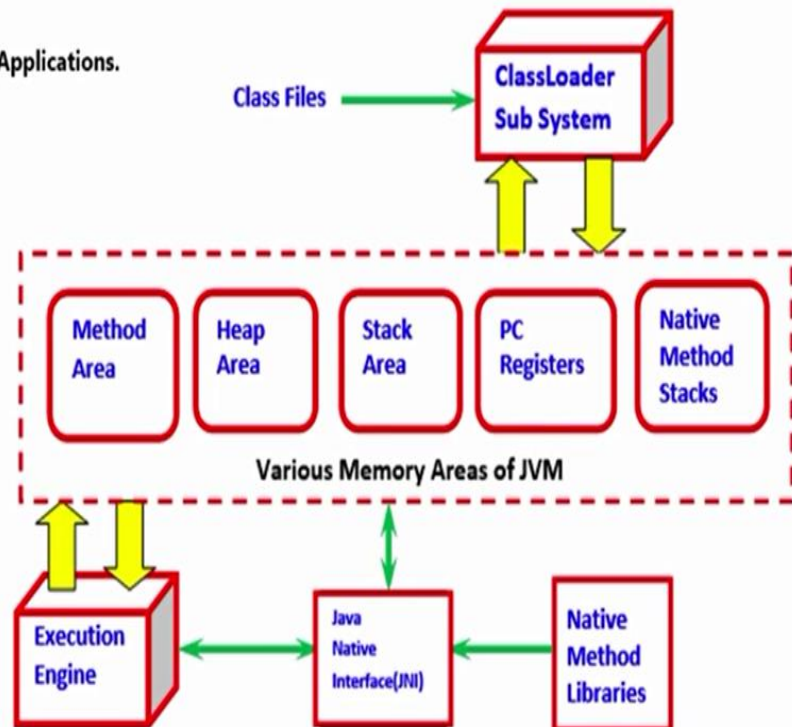 Applications.
Class Files
ClassLoader
Sub System
Method
Area
Heap
Area
Stack
Area
PC
Registers
Native
Method
Stacks
Various Memory Areas of JVM
Execution
Engine
Java
Native
Interface(JNI)
Native
Method
Libraries